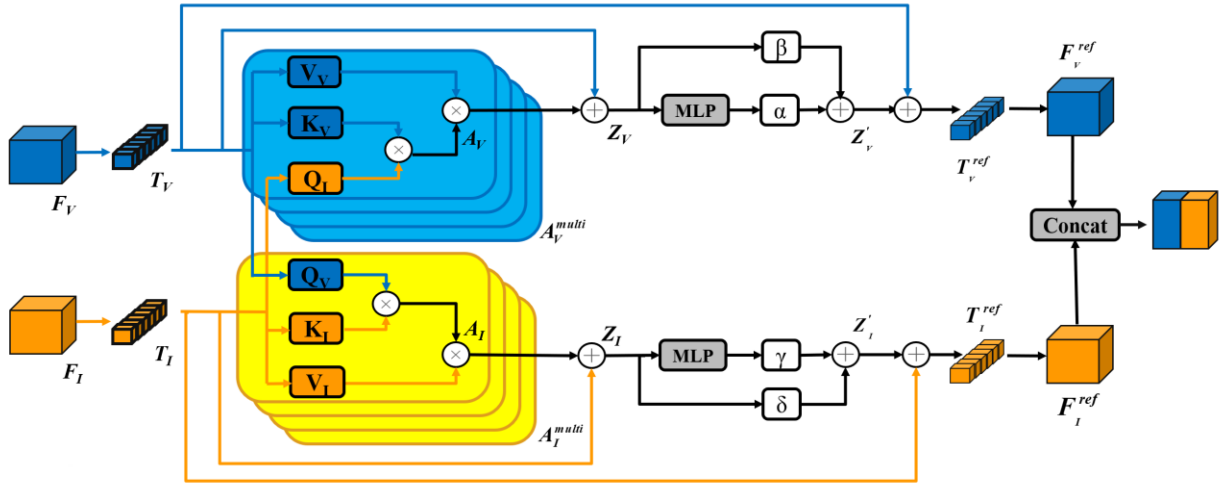 F_V
T_V
V_V
K_V
Q_I
A_V
A_V^{multi}
Z_V
MLP
α
β
Z'_v
T_v^{ref}
F_v^{ref}
Concat
F_I
T_I
Q_V
K_I
V_I
A_I
A_I^{multi}
Z_I
MLP
γ
δ
Z'_I
T_I^{ref}
F_I^{ref}